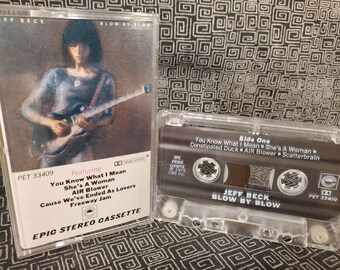 JEFF BECK BLOW BY BLOW
Featuring
PET 33409
You Know What I Mean
She's A Woman
AIR Blower
Cause We've Ended As Lovers
Freeway Jam
EPIC STEREO CASSETTE
Side One
You Know What I Mean • She's A Woman •
Constipated Duck • AIR Blower • Scatterbrain
PET 33409
JEFF BECK
BLOW BY BLOW